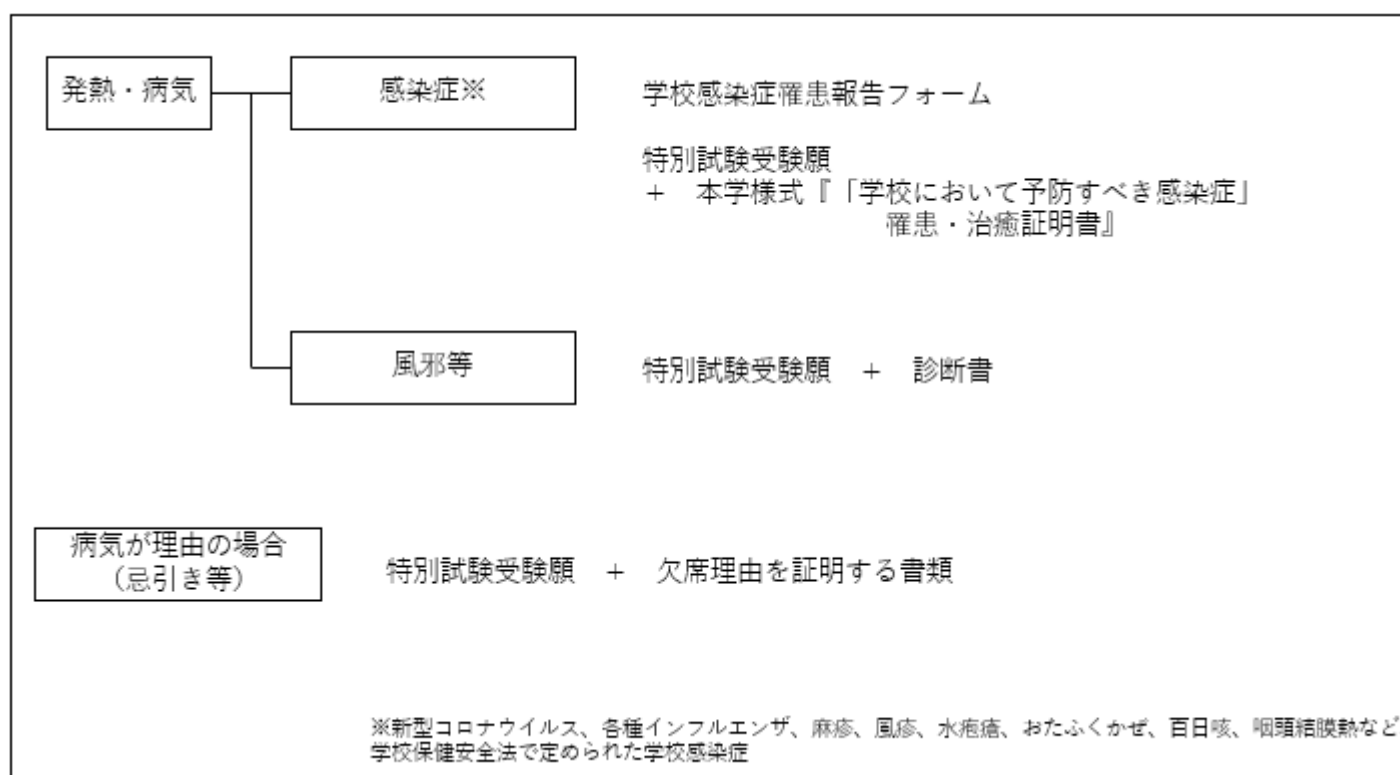 発熱・病気
感染症※
学校感染症罹患報告フォーム
特別試験受験願
+ 本学様式『「学校において予防すべき感染症」
罹患・治癒証明書』
風邪等
特別試験受験願 + 診断書
病気が理由の場合
（忌引き等）
特別試験受験願 + 欠席理由を証明する書類
※新型コロナウイルス、各種インフルエンザ、麻疹、風疹、水疱瘡、おたふくかぜ、百日咳、咽頭結膜熱など
学校保健安全法で定められた学校感染症